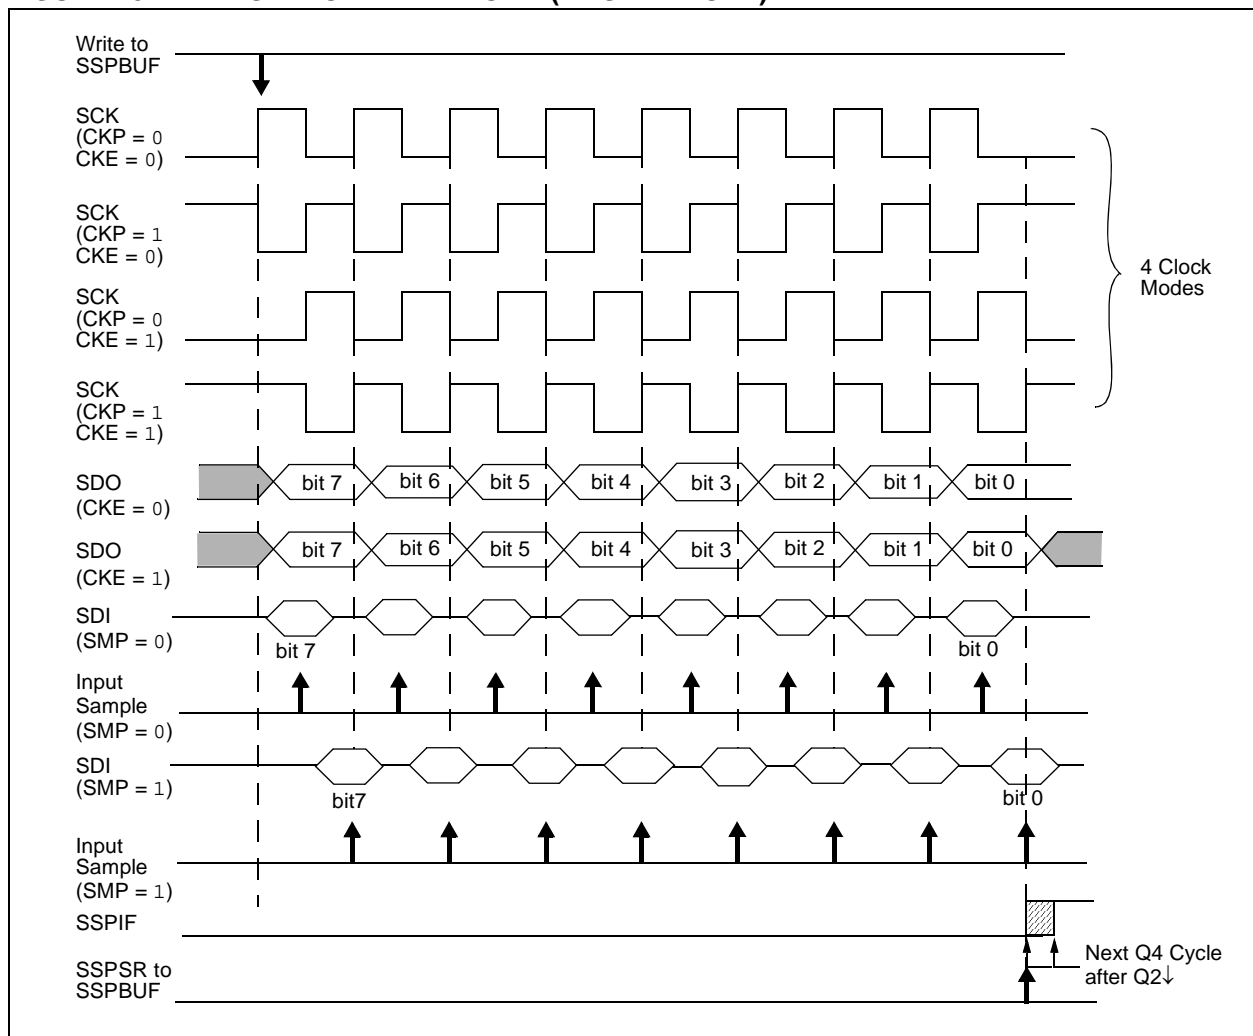 Write to
SSPBUF
SCK
(CKP = 0
CKE = 0)
SCK
(CKP = 1
CKE = 0)
4 Clock
Modes
SCK
(CKP = 0
CKE = 1)
SCK
(CKP = 1
CKE = 1)
SDO
(CKE = 0)
bit 7 bit 6 bit 5 bit 4 bit 3 bit 2 bit 1 bit 0
SDO
(CKE = 1)
bit 7 bit 6 bit 5 bit 4 bit 3 bit 2 bit 1 bit 0
SDI
(SMP = 0)
bit 7 bit 0
Input
Sample
(SMP = 0)
SDI
(SMP = 1)
bit7 bit 0
Input
Sample
(SMP = 1)
SSPIF
Next Q4 Cycle
after Q2↓
SSPSR to
SSPBUF